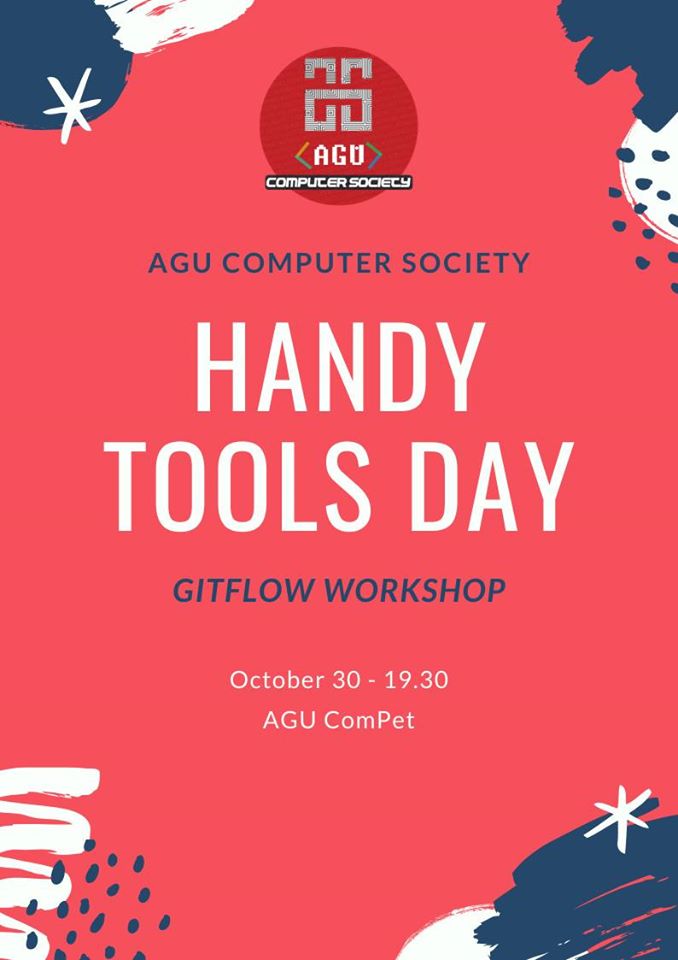 <AGU>
COMPUTER SOCIETY
AGU COMPUTER SOCIETY
HANDY
TOOLS DAY
GITFLOW WORKSHOP
October 30 - 19.30
AGU ComPet